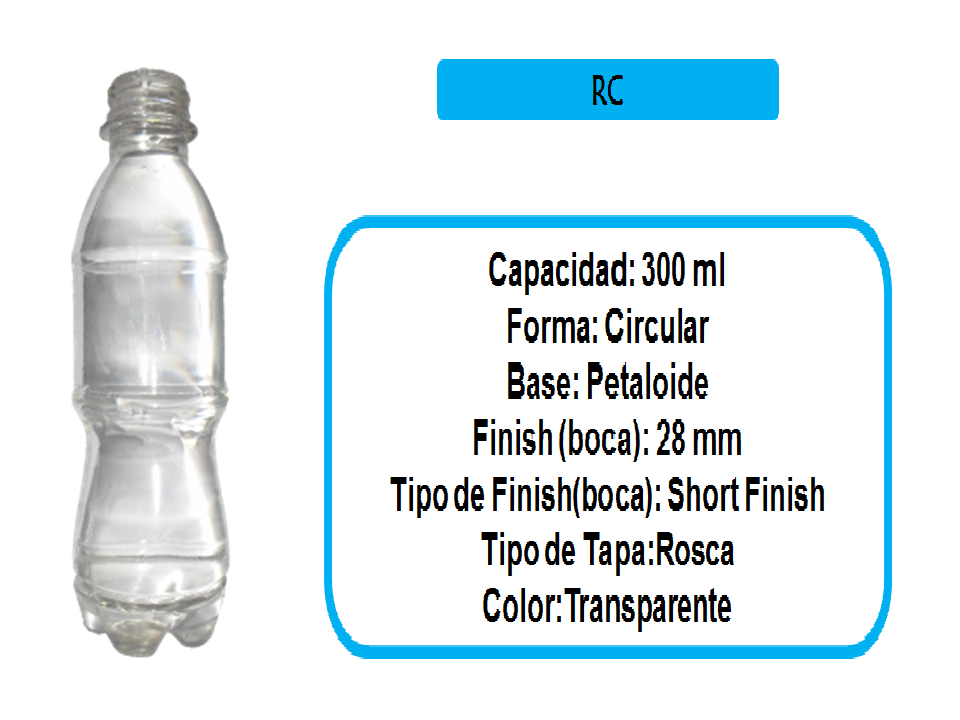 RC
Capacidad: 300 ml
Forma: Circular
Base: Petaloide
Finish (boca): 28 mm
Tipo de Finish(boca): Short Finish
Tipo de Tapa:Rosca
Color:Transparente